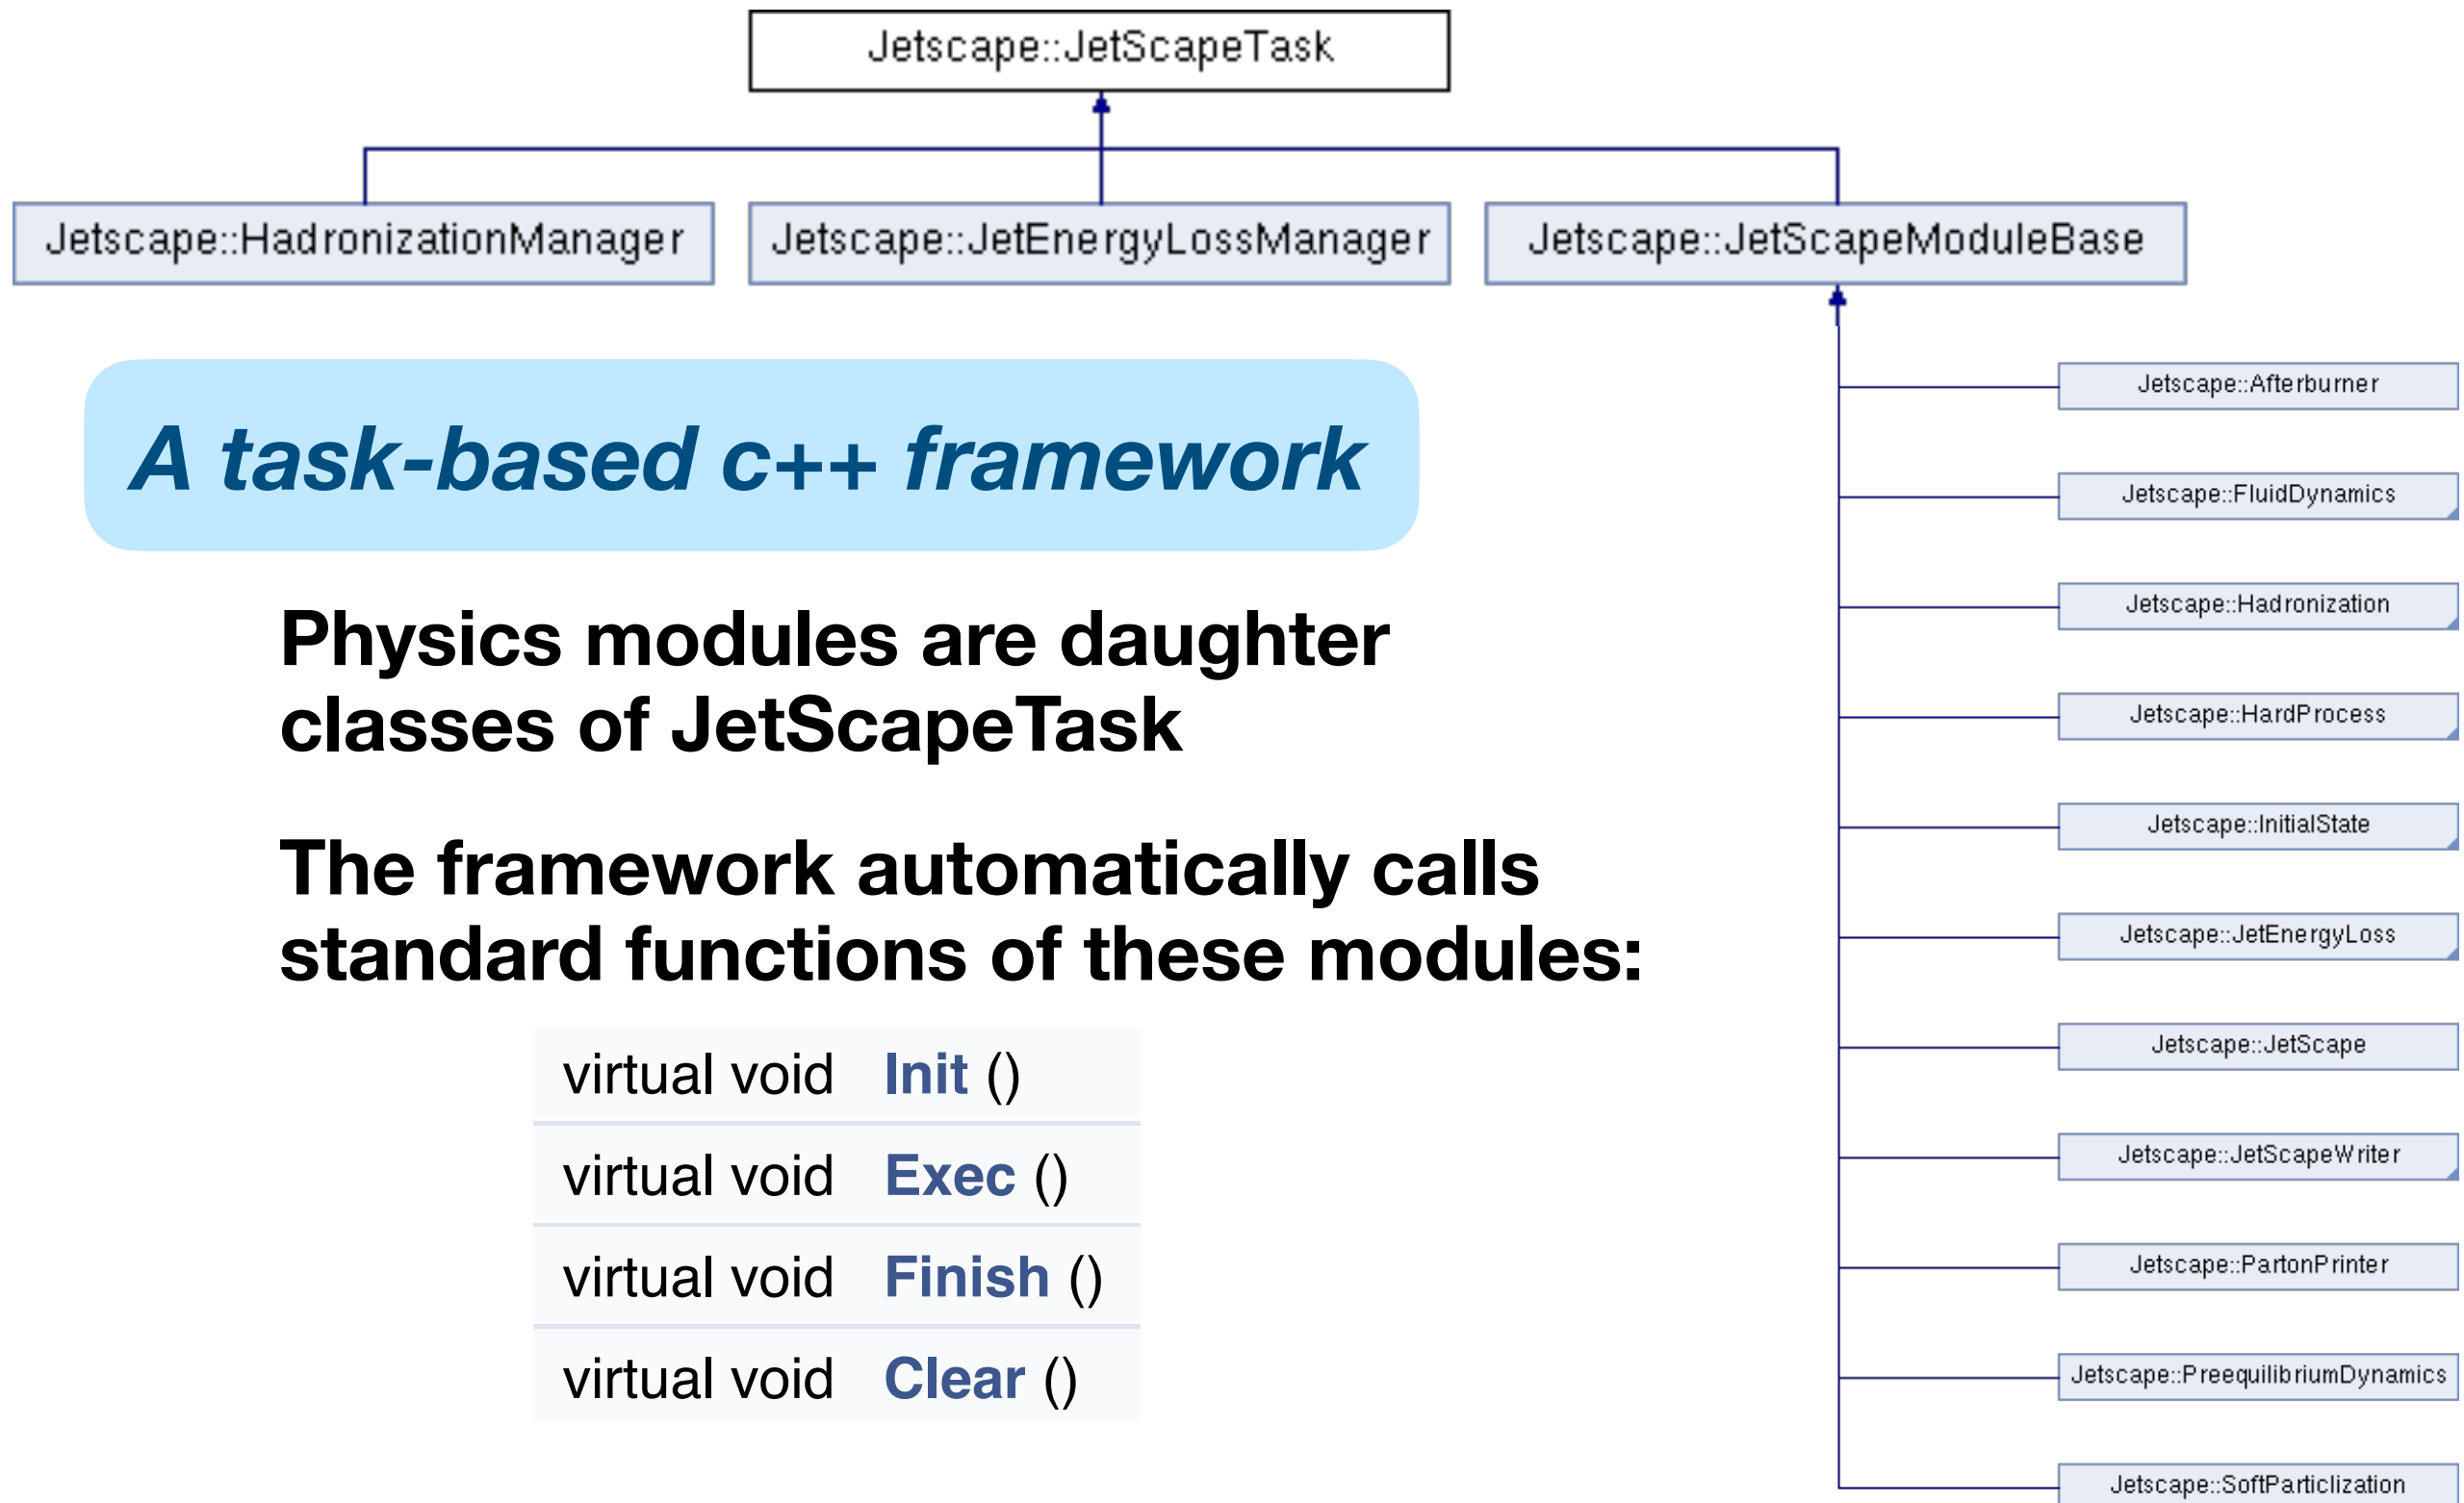 Jetscape::JetScapeTask
Jetscape::HadronizationManager
Jetscape::JetEnergyLossManager
Jetscape::JetScapeModuleBase
A task-based c++ framework
Physics modules are daughter
classes of JetScapeTask
The framework automatically calls
standard functions of these modules:
virtual void Init ()
virtual void Exec ()
virtual void Finish ()
virtual void Clear ()
Jetscape::Afterburner
Jetscape::FluidDynamics
Jetscape::Hadronization
Jetscape::HardProcess
Jetscape::InitialState
Jetscape::JetEnergyLoss
Jetscape::JetScape
Jetscape::JetScapeWriter
Jetscape::PartonPrinter
Jetscape::PreequilibriumDynamics
Jetscape::SoftParticlization